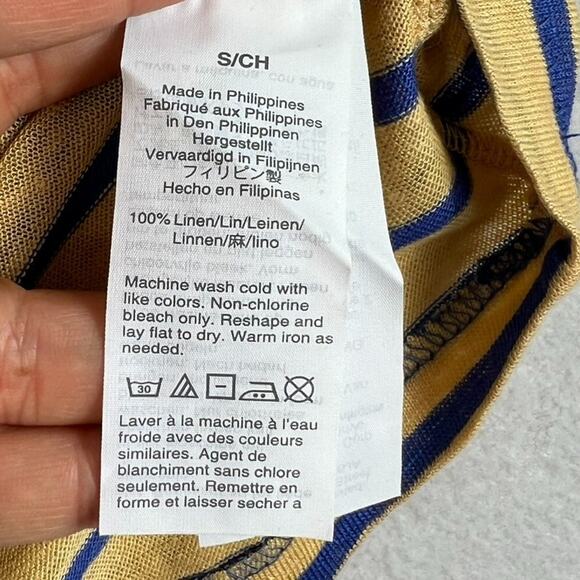 S/CH
Made in Philippines
Fabriqué aux Philippines
in Den Philippinen
Hergestellt
Vervaardigd in Filipijnen
フィリピン製
Hecho en Filipinas
100% Linen/Lin/Leinen/
Linnen/麻/lino
Machine wash cold with
like colors. Non-chlorine
bleach only. Reshape and
lay flat to dry. Warm iron as
needed.
30
Laver à la machine à l'eau
froide avec des couleurs
similaires. Agent de
blanchiment sans chlore
seulement. Remettre en
forme et laisser secher a